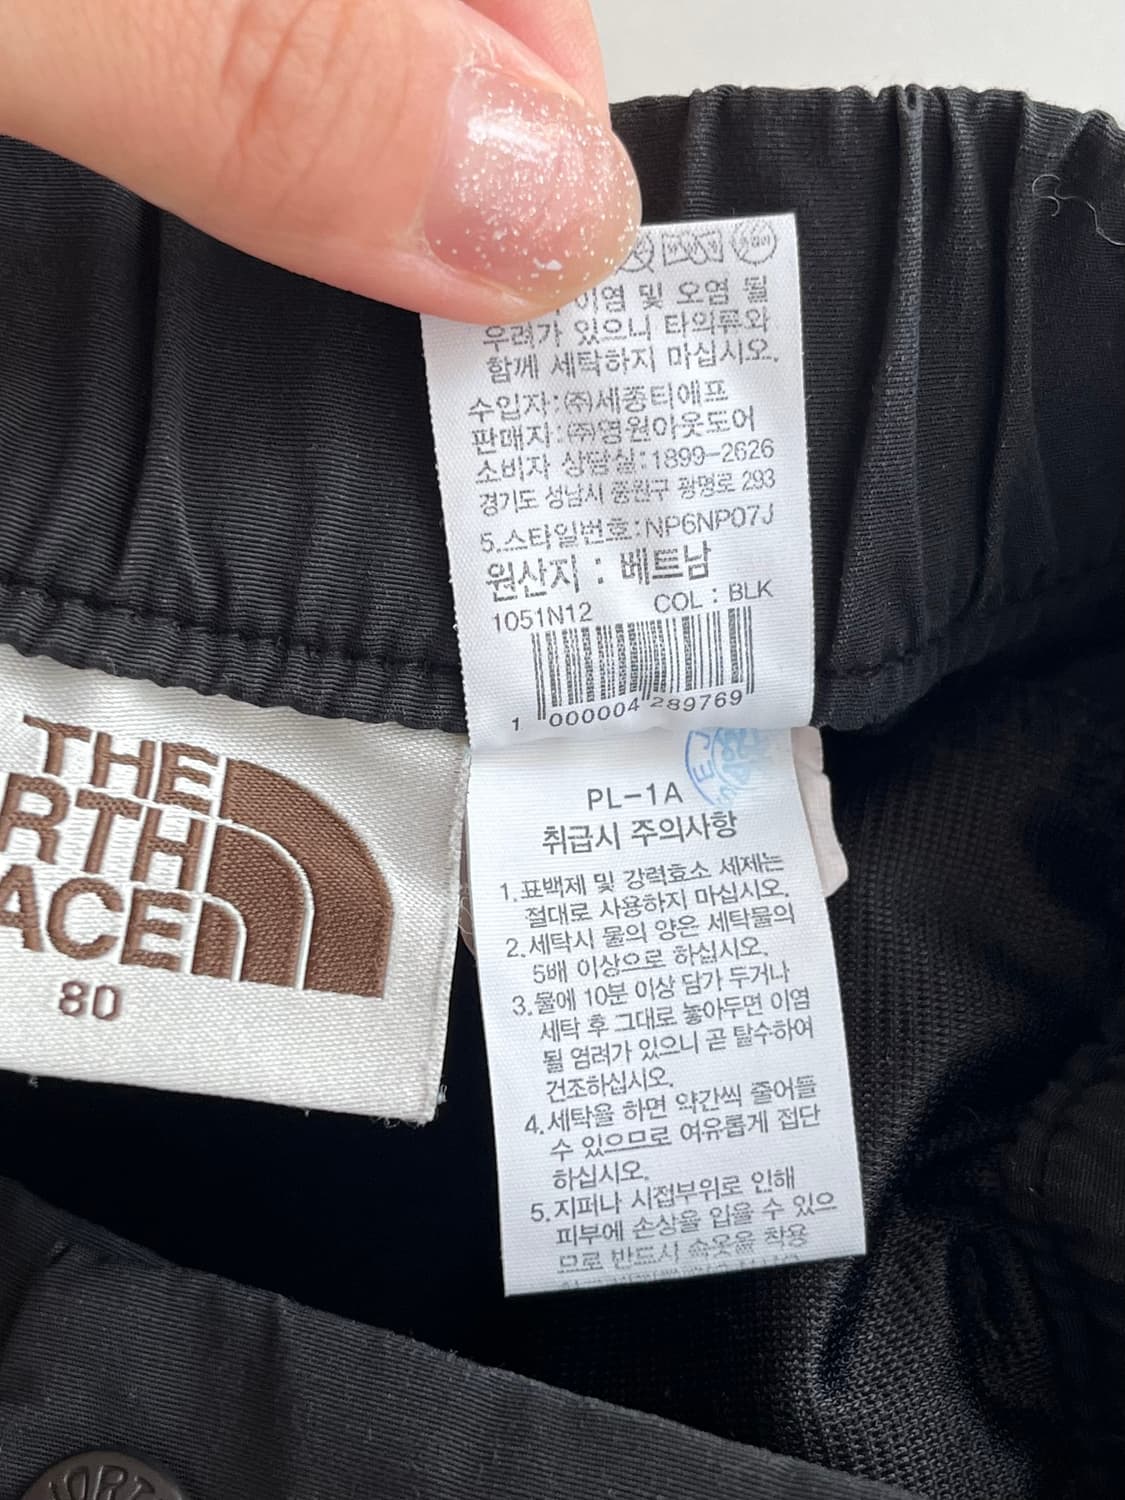 이염 및 오염 될
우려가 있으니 타의류와
함께 세탁하지 마십시오.
수입자:㈜세종티에프
판매지:㈜영원아웃도어
소비자 상담실:1899-2626
경기도 성남시 중원구 광명로 293
5.스타일번호:NP6NP07J
원산지 : 베트남
1051N12 COL : BLK
1 000004 289769
THE
RTH
ACE
80
PL-1A
취급시 주의사항
1.표백제 및 강력효소 세제는
절대로 사용하지 마십시오.
2.세탁시 물의 양은 세탁물의
5배 이상으로 하십시오.
3.물에 10분 이상 담가 두거나
세탁 후 그대로 놓아두면 이염
될 염려가 있으니 곧 탈수하여
건조하십시오.
4.세탁을 하면 약간씩 줄어들
수 있으므로 여유롭게 접단
하십시오.
5.지퍼나 시접부위로 인해
피부에 손상을 입을 수 있으
므로 반드시 속옷을 착용
ORT